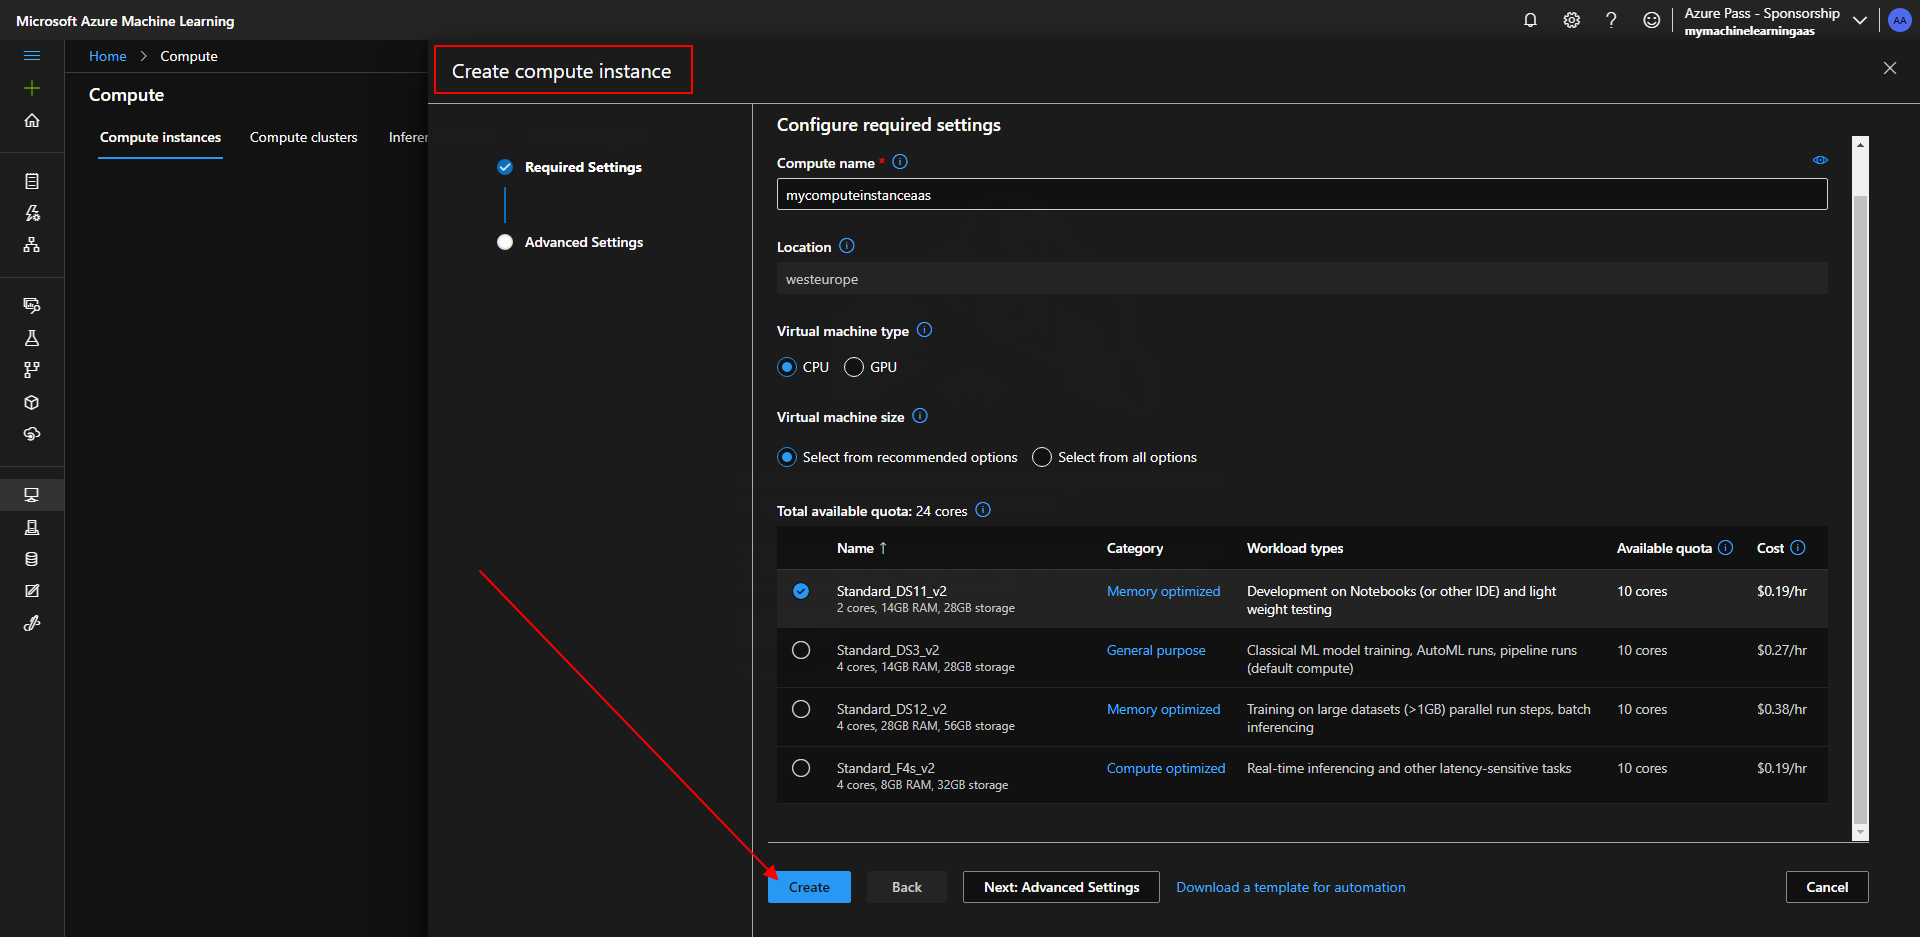 Microsoft Azure Machine Learning
Azure Pass - Sponsorship
mymachinelearningaas
AA
Home > Compute
Compute
Compute instances Compute clusters Inferer
Create compute instance
Required Settings
Advanced Settings
Configure required settings
Compute name *
mycomputeinstanceaas
Location
westeurope
Virtual machine type
CPU GPU
Virtual machine size
Select from recommended options Select from all options
Total available quota: 24 cores
Name ↑ Category Workload types Available quota Cost
Standard_DS11_v2 Memory optimized Development on Notebooks (or other IDE) and light 10 cores $0.19/hr
2 cores, 14GB RAM, 28GB storage weight testing
Standard_DS3_v2 General purpose Classical ML model training, AutoML runs, pipeline runs 10 cores $0.27/hr
4 cores, 14GB RAM, 28GB storage (default compute)
Standard_DS12_v2 Memory optimized Training on large datasets (>1GB) parallel run steps, batch 10 cores $0.38/hr
4 cores, 28GB RAM, 56GB storage inferencing
Standard_F4s_v2 Compute optimized Real-time inferencing and other latency-sensitive tasks 10 cores $0.19/hr
4 cores, 8GB RAM, 32GB storage
Create Back Next: Advanced Settings Download a template for automation Cancel